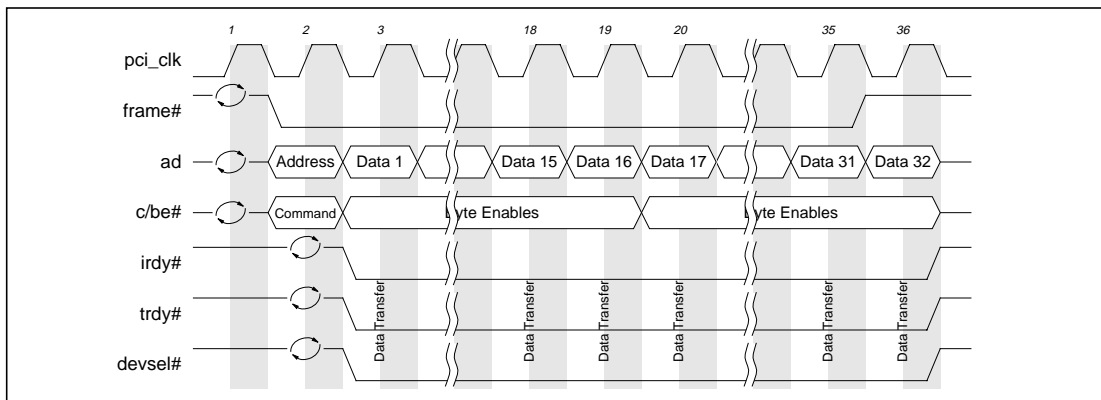 1 2 3 18 19 20 35 36
pci_clk
frame#
ad Address Data 1 Data 15 Data 16 Data 17 Data 31 Data 32
c/be# Command Byte Enables Byte Enables
irdy#
trdy#
Data Transfer
Data Transfer
Data Transfer
Data Transfer
Data Transfer
Data Transfer
devsel#